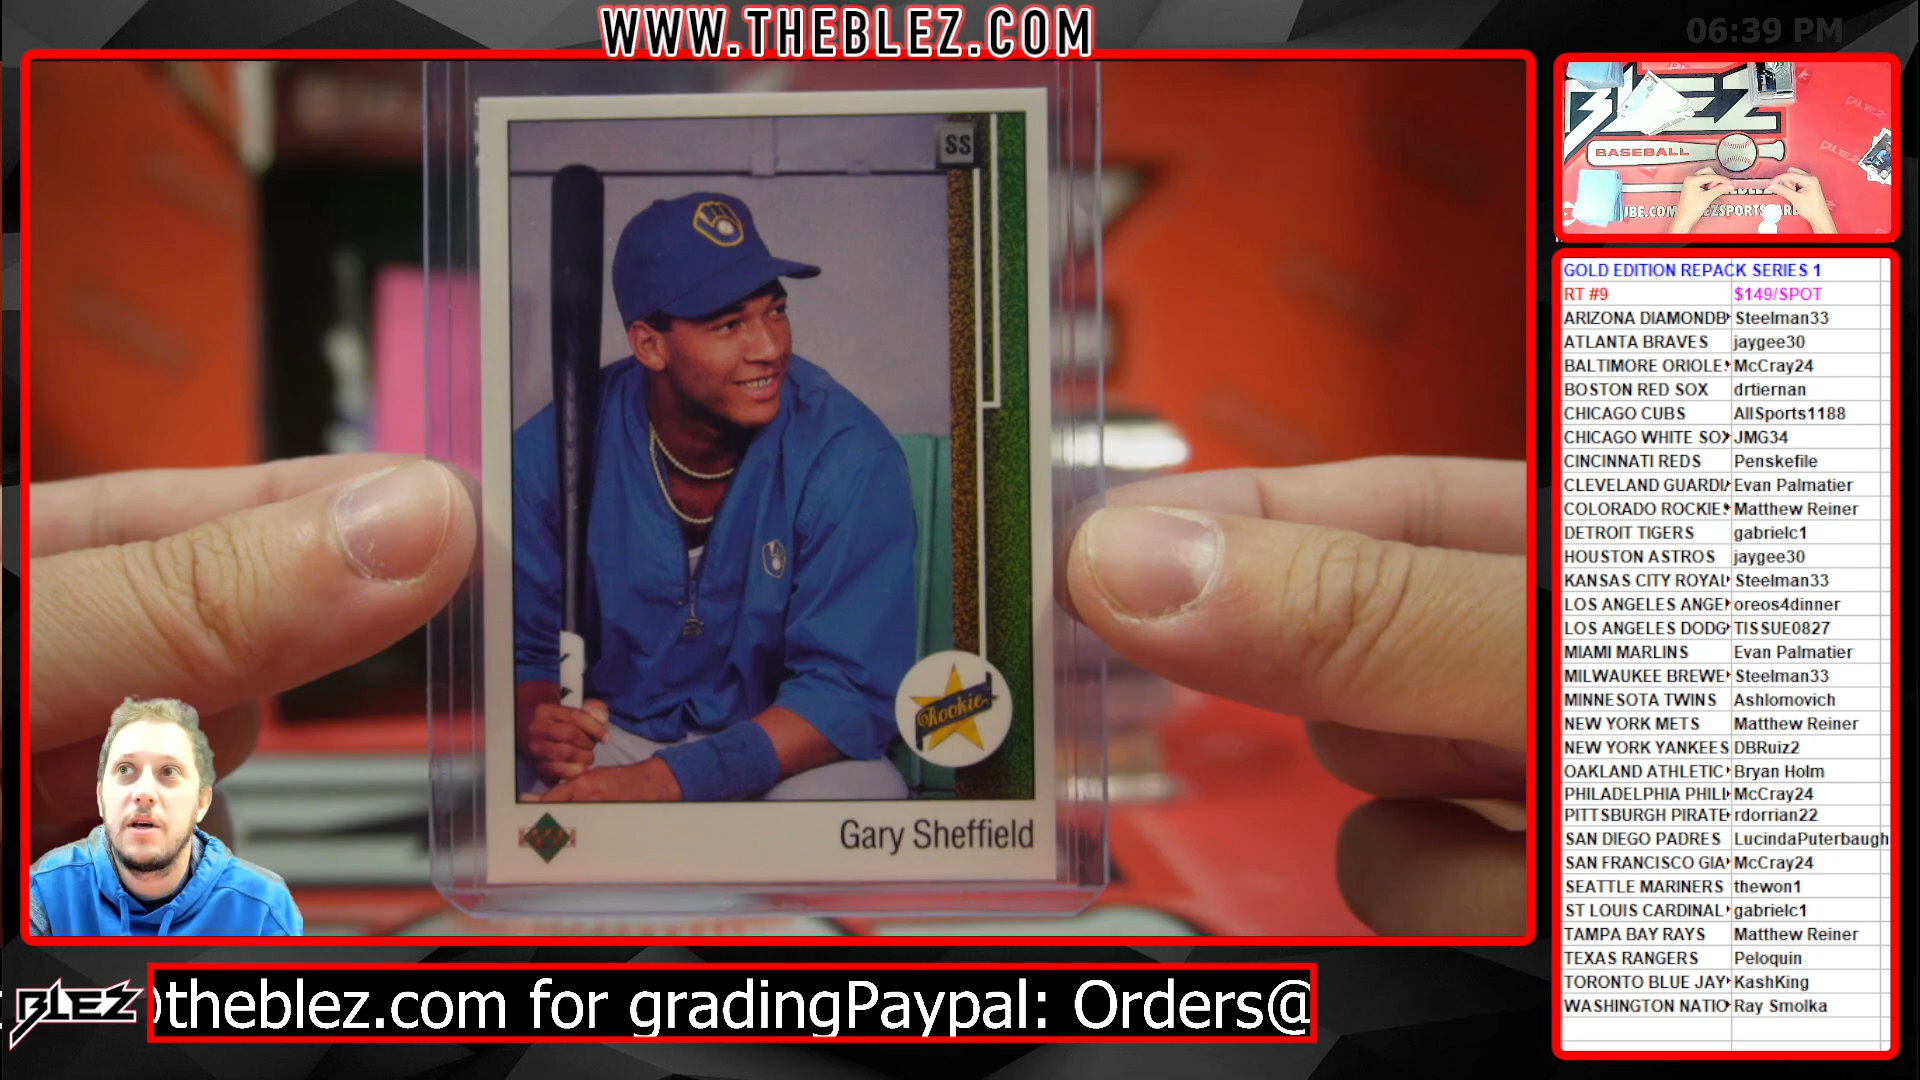 WWW.THEBLEZ.COM
06:39 PM
SS
Rookie
Gary Sheffield
BLEZ
BASEBALL
GOLD EDITION REPACK SERIES 1
RT #9 $149/SPOT
ARIZONA DIAMONDB Steelman33
ATLANTA BRAVES jaygee30
BALTIMORE ORIOLE McCray24
BOSTON RED SOX drtiernan
CHICAGO CUBS AllSports1188
CHICAGO WHITE SOX JMG34
CINCINNATI REDS Penskefile
CLEVELAND GUARDI Evan Palmatier
COLORADO ROCKIE Matthew Reiner
DETROIT TIGERS gabrielc1
HOUSTON ASTROS jaygee30
KANSAS CITY ROYAL Steelman33
LOS ANGELES ANGE oreos4dinner
LOS ANGELES DODG TISSUE0827
MIAMI MARLINS Evan Palmatier
MILWAUKEE BREWE Steelman33
MINNESOTA TWINS Ashlomovich
NEW YORK METS Matthew Reiner
NEW YORK YANKEES DBRuiz2
OAKLAND ATHLETIC Bryan Holm
PHILADELPHIA PHILL McCray24
PITTSBURGH PIRATE rdorrian22
SAN DIEGO PADRES LucindaPuterbaugh
SAN FRANCISCO GIA McCray24
SEATTLE MARINERS thewon1
ST LOUIS CARDINAL gabrielc1
TAMPA BAY RAYS Matthew Reiner
TEXAS RANGERS Peloquin
TORONTO BLUE JAY KashKing
WASHINGTON NATIO Ray Smolka
BLEZ
@theblez.com for gradingPaypal: Orders@